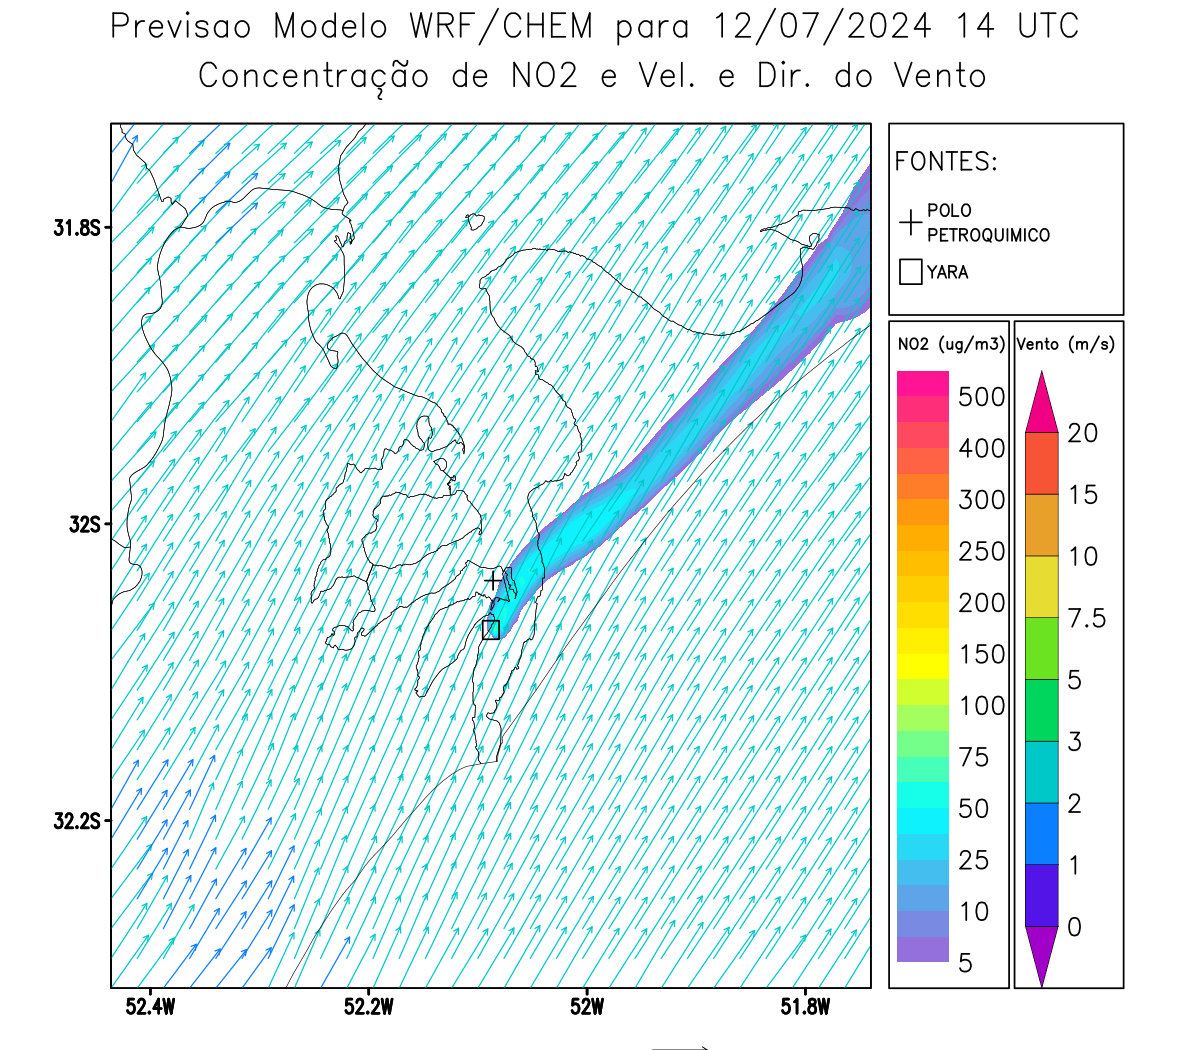 Previsao Modelo WRF/CHEM para 12/07/2024 14 UTC
Concentração de NO2 e Vel. e Dir. do Vento
FONTES:
POLO
PETROQUIMICO
YARA
NO2 (ug/m3)
500
400
300
250
200
150
100
75
50
25
10
5
Vento (m/s)
20
15
10
7.5
5
3
2
1
0
31.8S
32S
32.2S
52.4W
52.2W
52W
51.8W